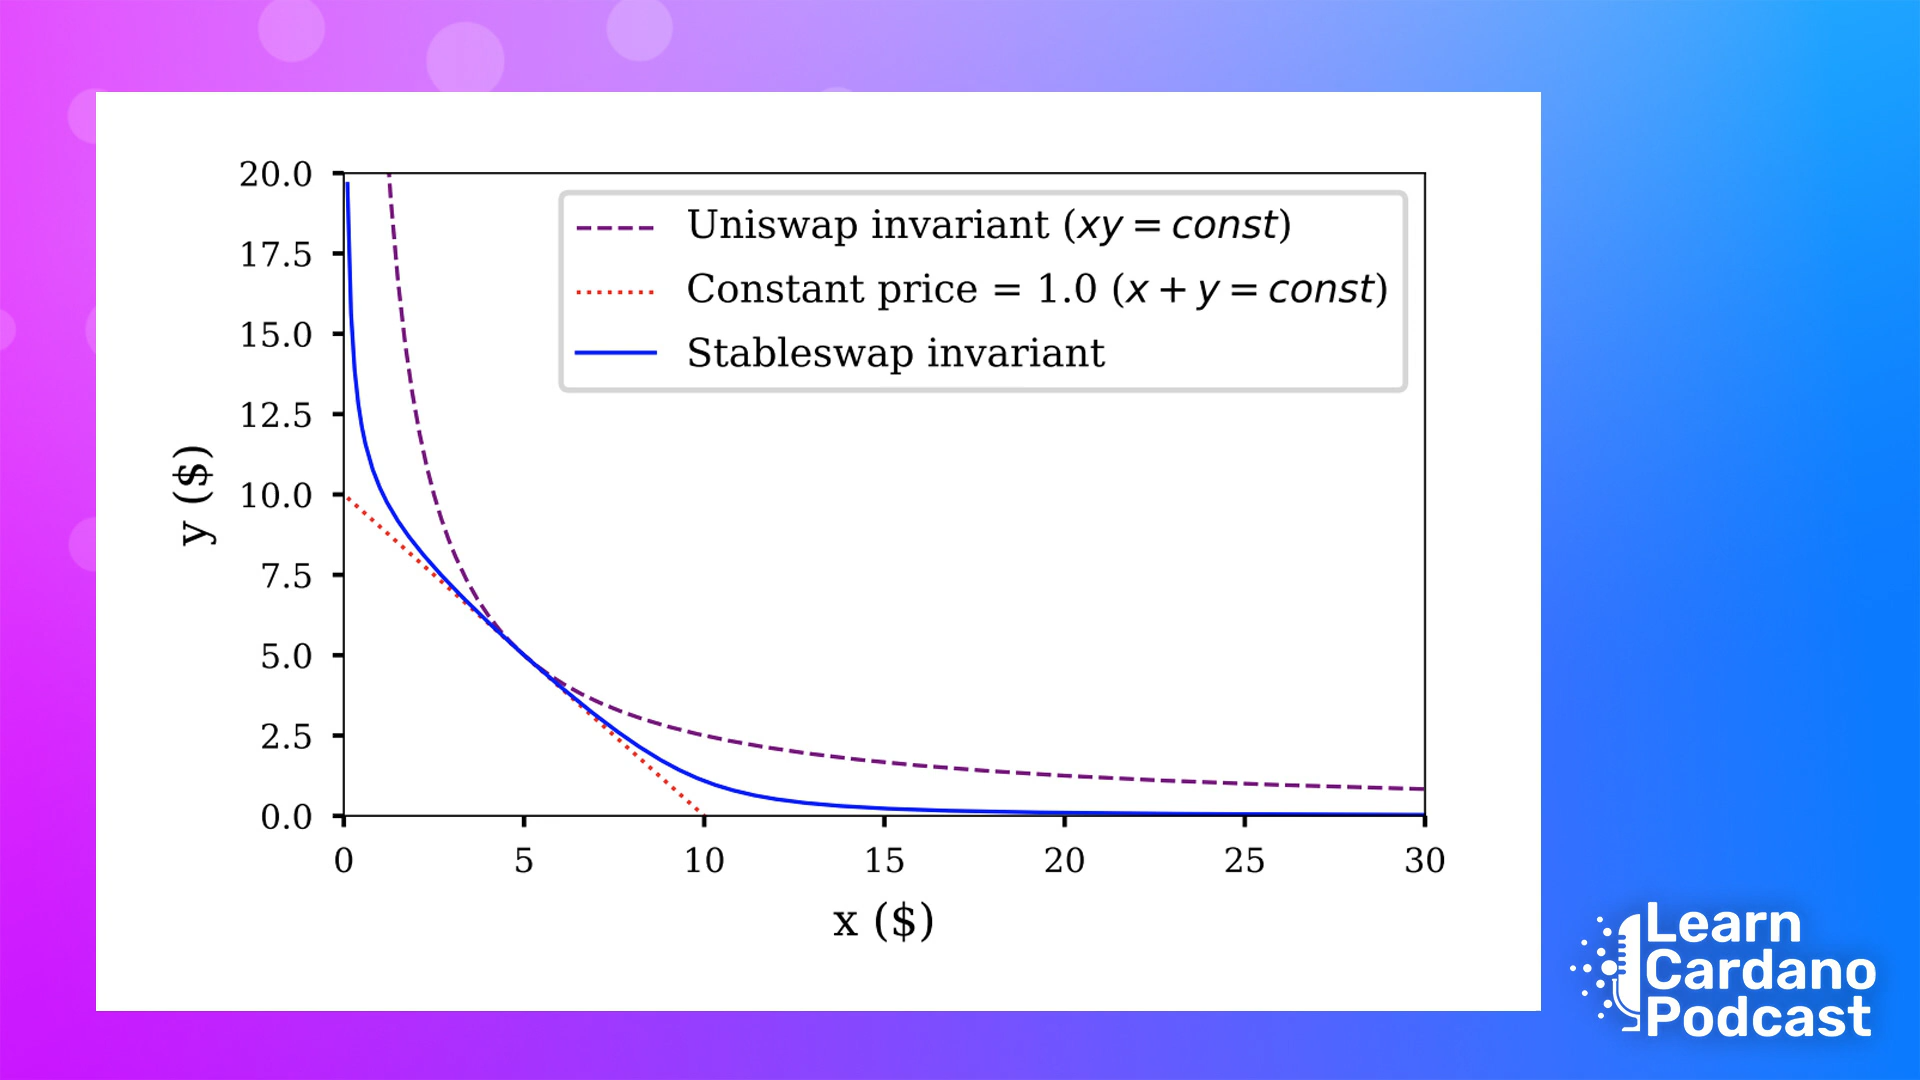 20.0
17.5
15.0
12.5
10.0
7.5
5.0
2.5
0.0
y ($)
Uniswap invariant (xy = const)
Constant price = 1.0 (x + y = const)
Stableswap invariant
0 5 10 15 20 25 30
x ($)
Learn
Cardano
Podcast